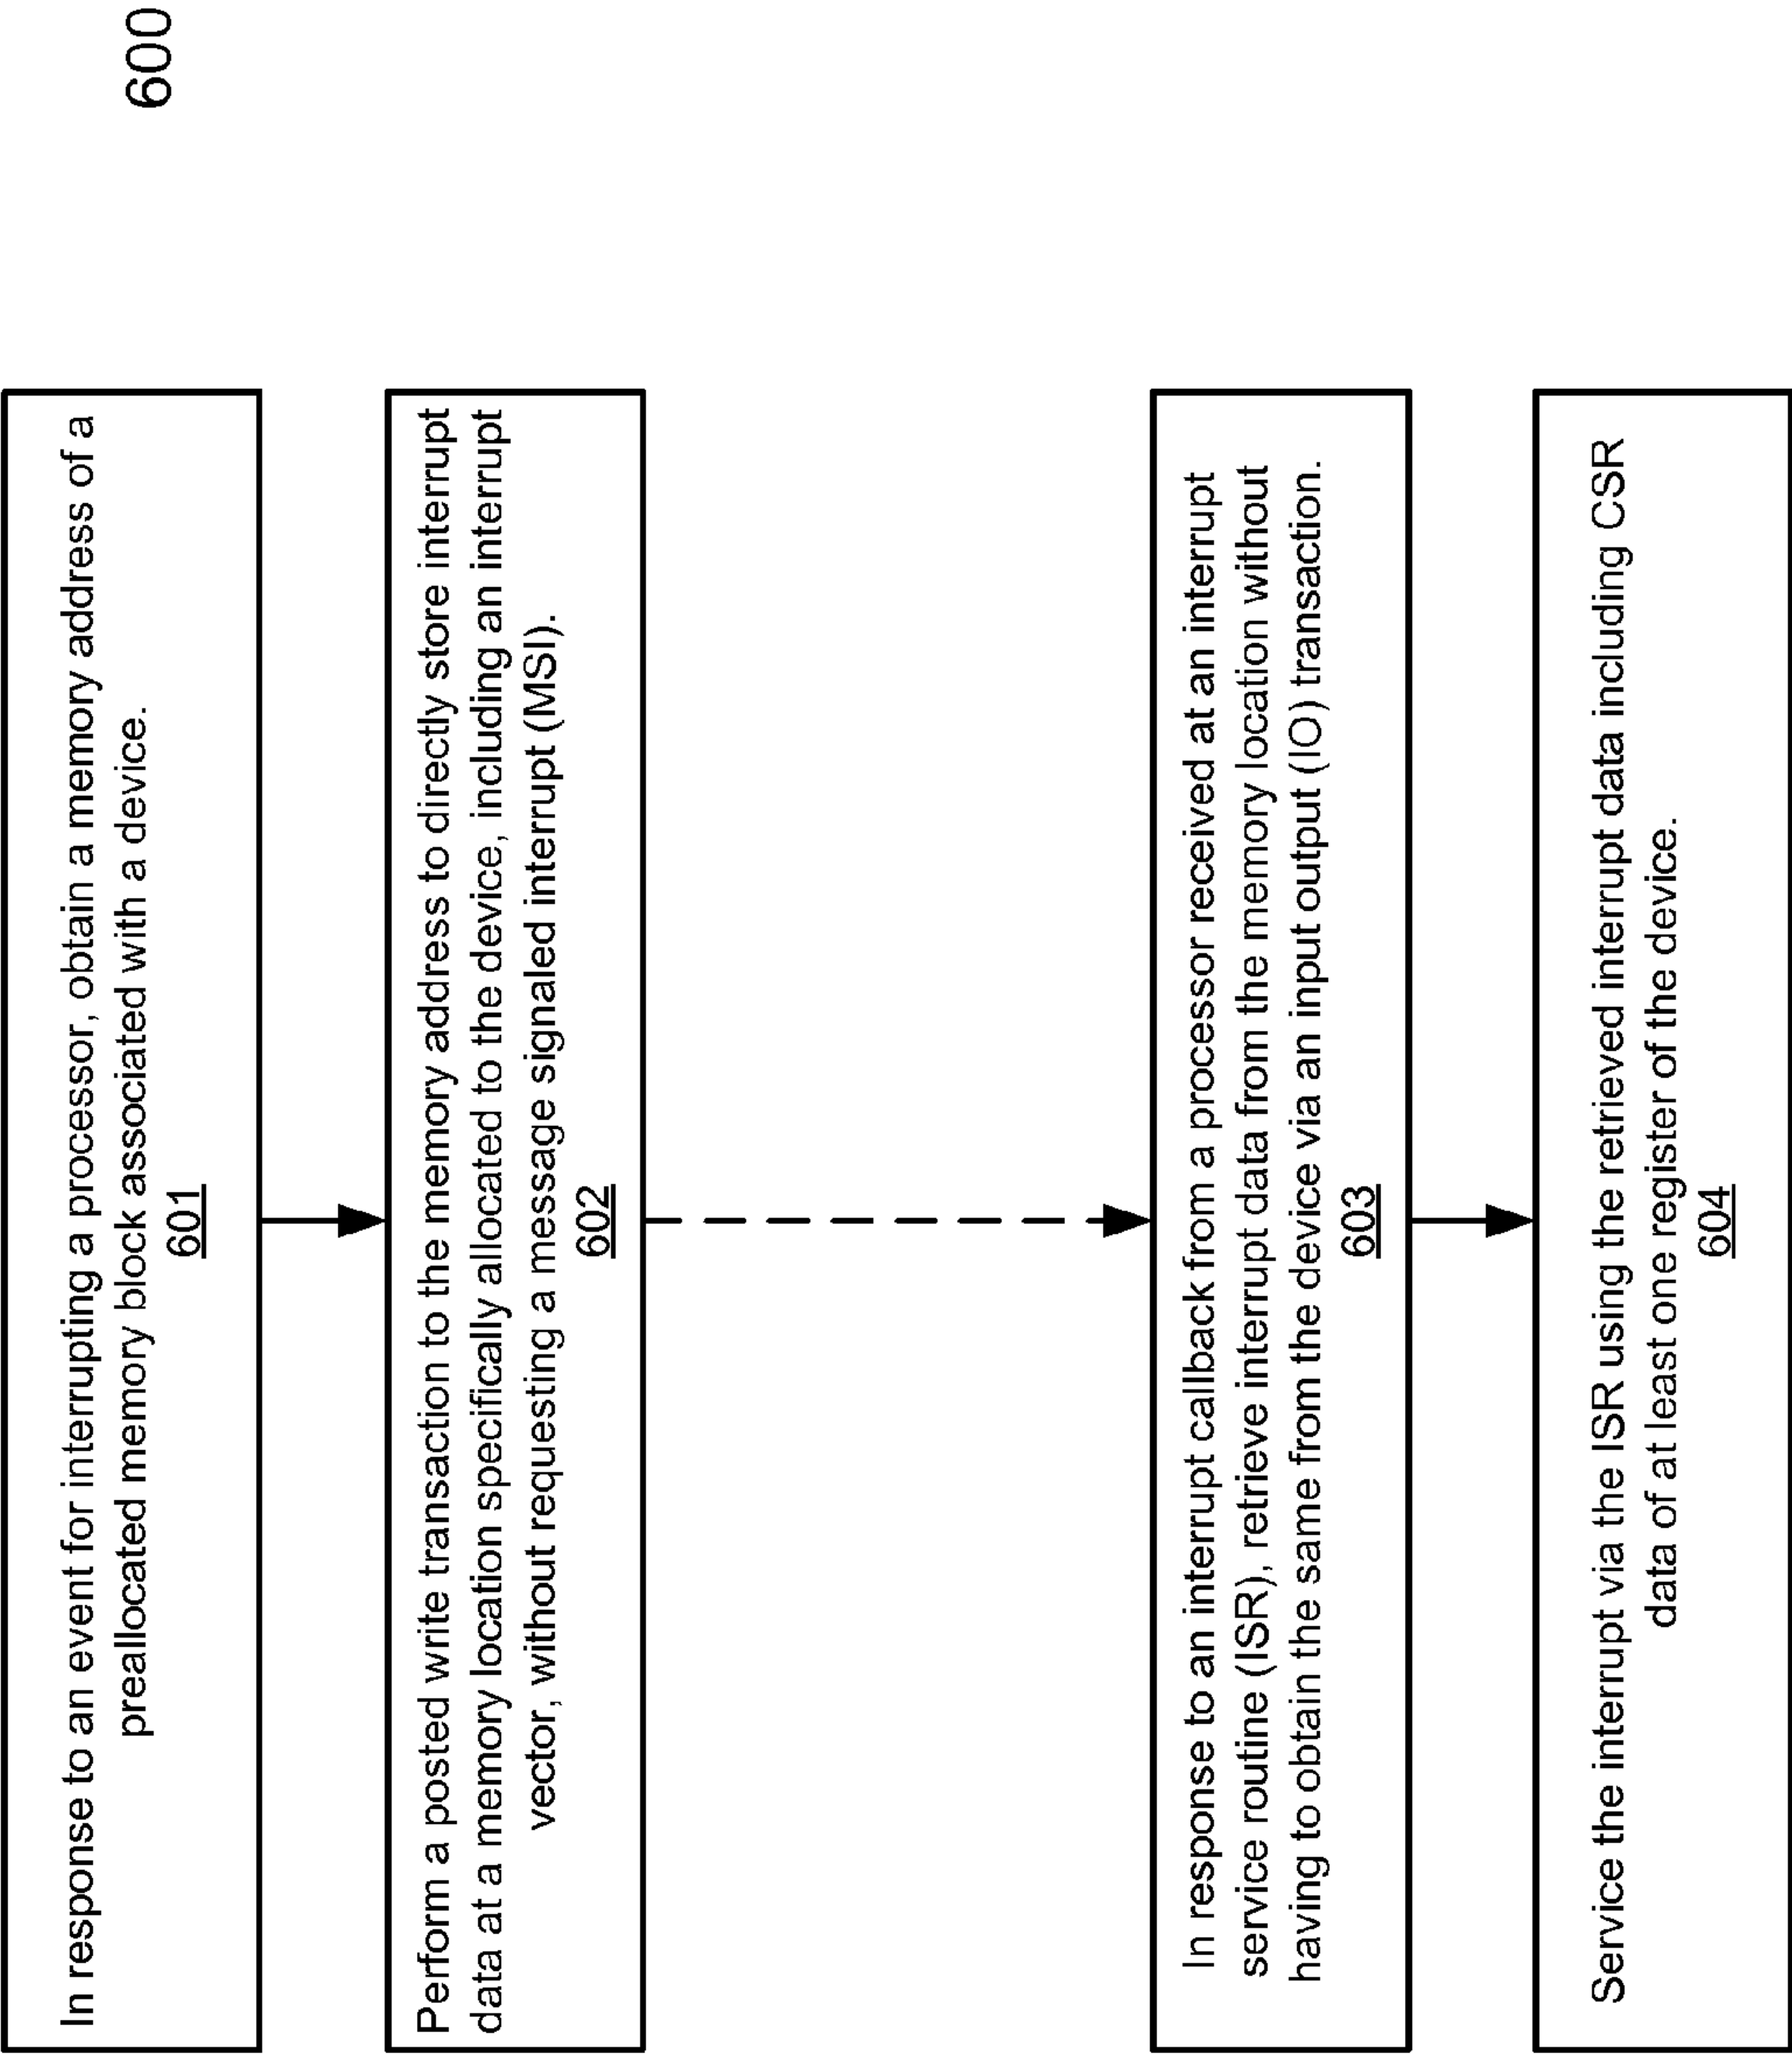 600
In response to an event for interrupting a processor, obtain a memory address of a
preallocated memory block associated with a device.
601
Perform a posted write transaction to the memory address to directly store interrupt
data at a memory location specifically allocated to the device, including an interrupt
vector, without requesting a message signaled interrupt (MSI).
602
In response to an interrupt callback from a processor received at an interrupt
service routine (ISR), retrieve interrupt data from the memory location without
having to obtain the same from the device via an input output (IO) transaction.
603
Service the interrupt via the ISR using the retrieved interrupt data including CSR
data of at least one register of the device.
604